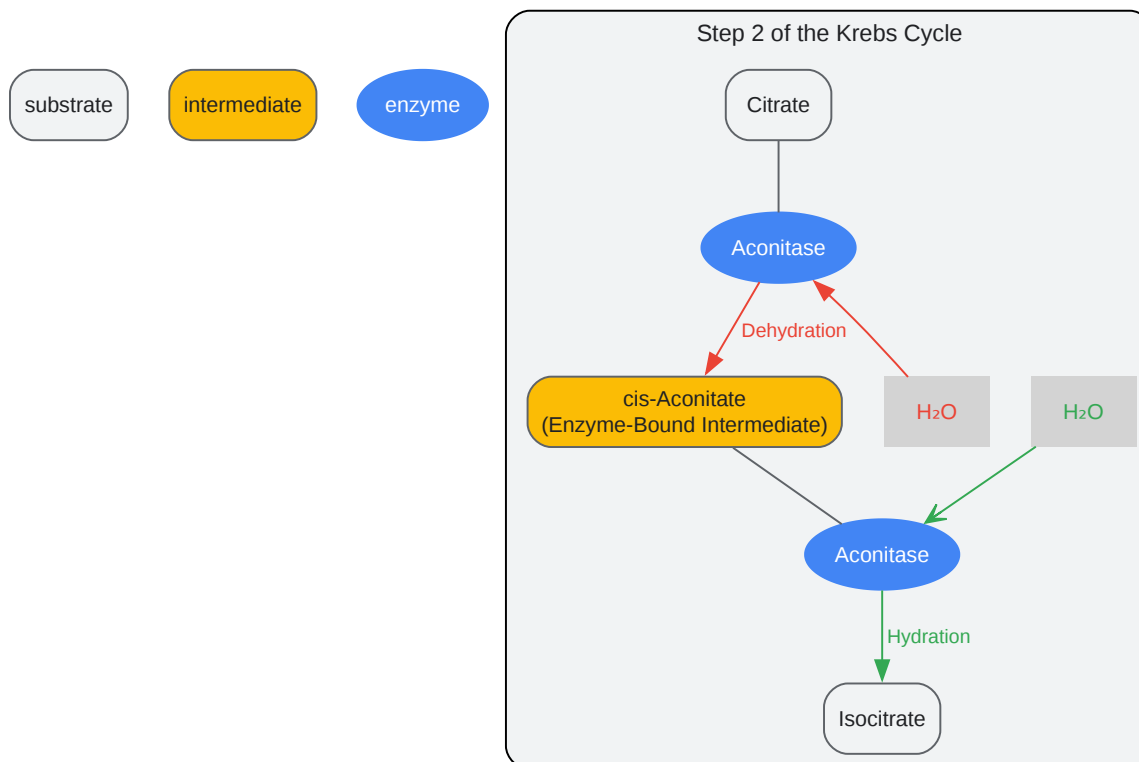 Step 2 of the Krebs Cycle
substrate
intermediate
enzyme
Citrate
Aconitase
Dehydration
cis-Aconitate
(Enzyme-Bound Intermediate)
H₂O
H₂O
Aconitase
Hydration
Isocitrate